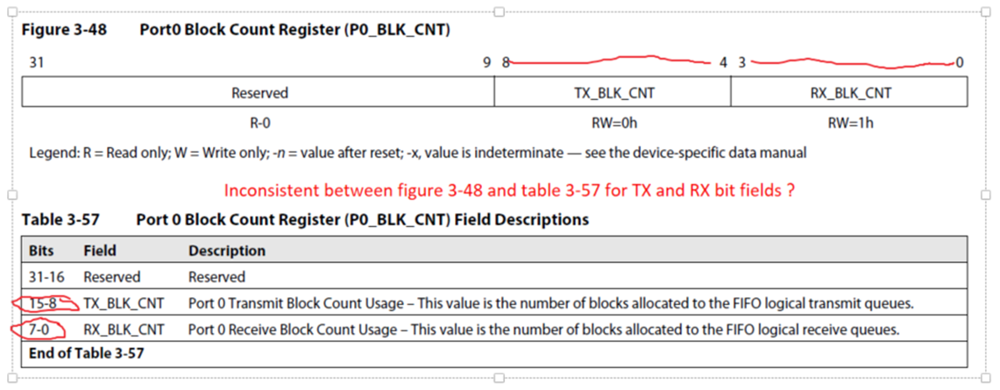 Figure 3-48 Port0 Block Count Register (P0_BLK_CNT)
31 9 8 4 3 0
Reserved TX_BLK_CNT RX_BLK_CNT
R-0 RW=0h RW=1h
Legend: R = Read only; W = Write only; -n = value after reset; -x, value is indeterminate — see the device-specific data manual
Inconsistent between figure 3-48 and table 3-57 for TX and RX bit fields ?
Table 3-57 Port 0 Block Count Register (P0_BLK_CNT) Field Descriptions
Bits Field Description
31-16 Reserved Reserved
15-8 TX_BLK_CNT Port 0 Transmit Block Count Usage – This value is the number of blocks allocated to the FIFO logical transmit queues.
7-0 RX_BLK_CNT Port 0 Receive Block Count Usage – This value is the number of blocks allocated to the FIFO logical receive queues.
End of Table 3-57